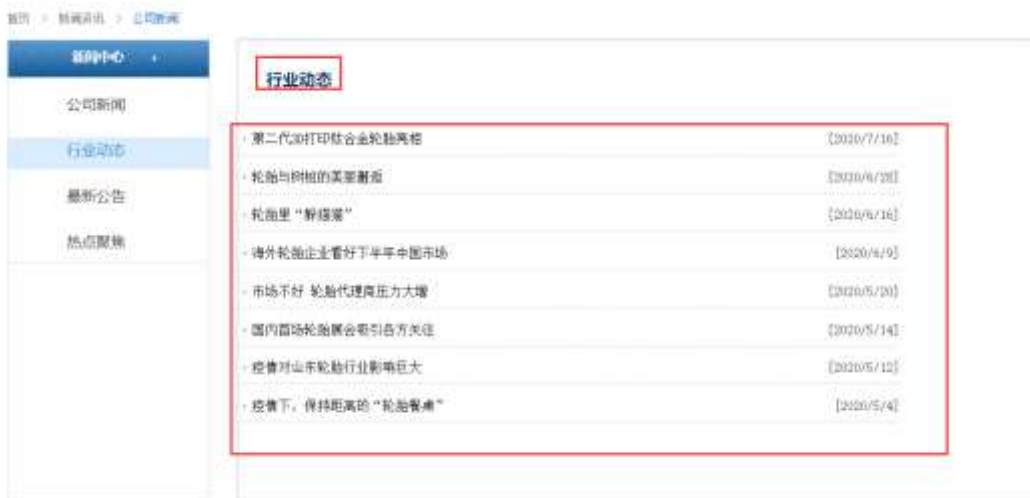 首页 > 新闻资讯 > 公司新闻
新闻中心 +
公司新闻
行业动态
最新公告
热点聚焦
行业动态
· 第二代3D打印钛合金轮胎亮相 [2020/7/16]
· 轮胎与树桩的美丽邂逅 [2020/6/28]
· 轮胎里“躲猫猫” [2020/6/16]
· 海外轮胎企业看好下半年中国市场 [2020/6/9]
· 市场不好 轮胎代理商压力大增 [2020/5/20]
· 国内首场轮胎展会吸引各方关注 [2020/5/14]
· 疫情对山东轮胎行业影响巨大 [2020/5/12]
· 疫情下，保持距离的“轮胎餐桌” [2020/5/4]